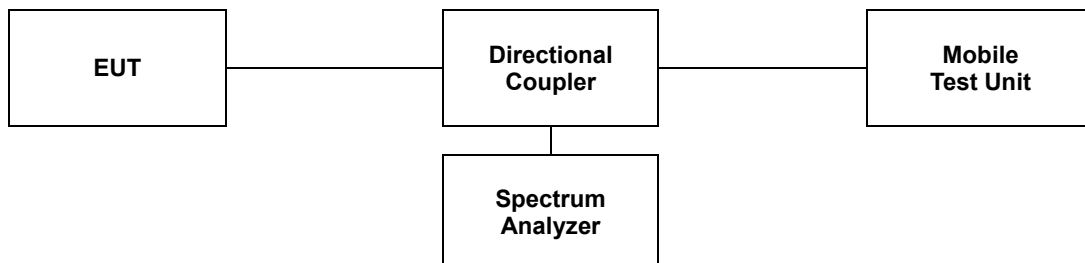 EUT
Directional
Coupler
Mobile
Test Unit
Spectrum
Analyzer